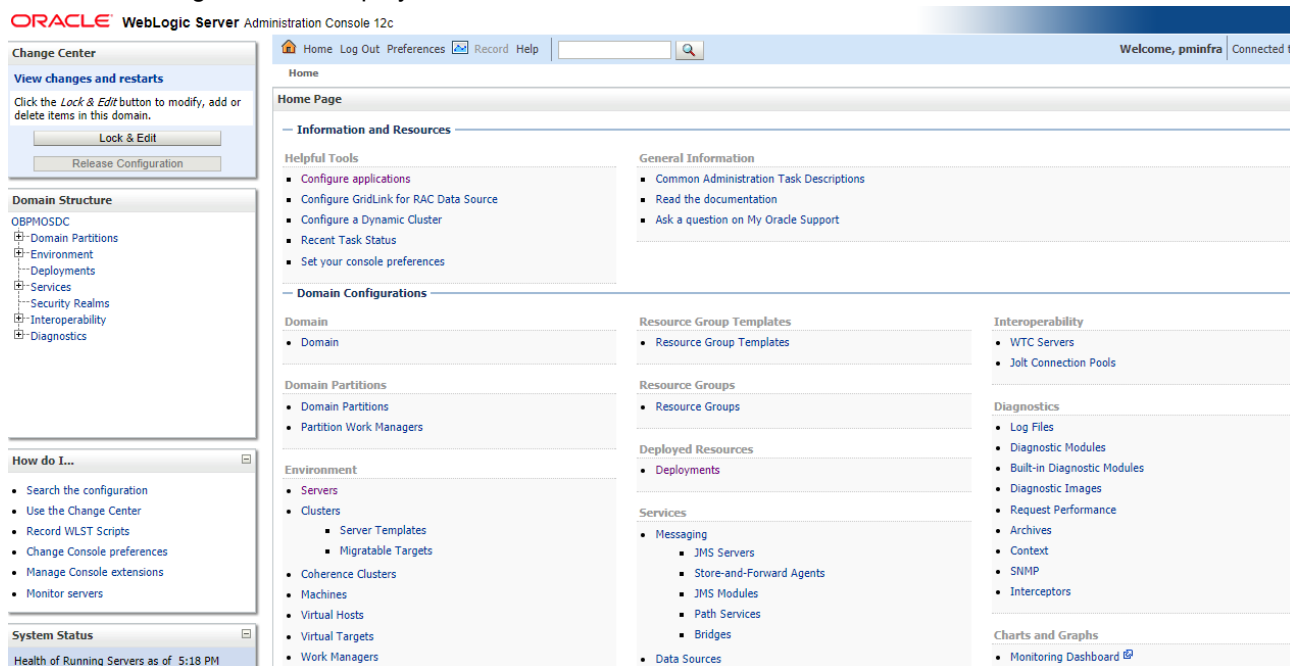 ORACLE WebLogic Server Administration Console 12c
Change Center
View changes and restarts
Click the Lock & Edit button to modify, add or
delete items in this domain.
Lock & Edit
Release Configuration
Domain Structure
OBPMOSDC
Domain Partitions
Environment
Deployments
Services
Security Realms
Interoperability
Diagnostics
How do I...
Search the configuration
Use the Change Center
Record WLST Scripts
Change Console preferences
Manage Console extensions
Monitor servers
System Status
Health of Running Servers as of 5:18 PM
Home Log Out Preferences Record Help
Welcome, pminfra Connected t
Home
Home Page
Information and Resources
Helpful Tools
Configure applications
Configure GridLink for RAC Data Source
Configure a Dynamic Cluster
Recent Task Status
Set your console preferences
General Information
Common Administration Task Descriptions
Read the documentation
Ask a question on My Oracle Support
Domain Configurations
Domain
Domain
Domain Partitions
Domain Partitions
Partition Work Managers
Environment
Servers
Clusters
Server Templates
Migratable Targets
Coherence Clusters
Machines
Virtual Hosts
Virtual Targets
Work Managers
Resource Group Templates
Resource Group Templates
Resource Groups
Resource Groups
Deployed Resources
Deployments
Services
Messaging
JMS Servers
Store-and-Forward Agents
JMS Modules
Path Services
Bridges
Data Sources
Interoperability
WTC Servers
Jolt Connection Pools
Diagnostics
Log Files
Diagnostic Modules
Built-in Diagnostic Modules
Diagnostic Images
Request Performance
Archives
Context
SNMP
Interceptors
Charts and Graphs
Monitoring Dashboard